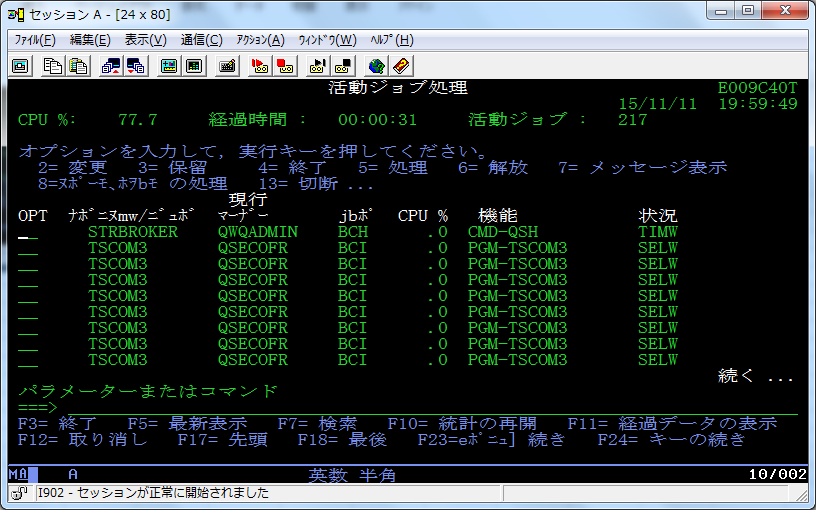 セッション A - [24 x 80]
ﾌｧｲﾙ(F) 編集(E) 表示(V) 通信(C) ｱｸｼｮﾝ(A) ｳｨﾝﾄﾞｳ(W) ﾍﾙﾌﾟ(H)
活動ジョブ処理 E009C40T
15/11/11 19:59:49
CPU %: 77.7 経過時間 : 00:00:31 活動ジョブ : 217
オプションを入力して, 実行キーを押してください。
2= 変更 3= 保留 4= 終了 5= 処理 6= 解放 7= メッセージ表示
8=ﾇﾎﾟｰﾓ､ﾎｦbﾓ の処理 13= 切断 ...
現行
OPT ﾅﾎﾞﾆﾇmw/ﾆｼﾞｭﾎﾞ ﾏｰﾅﾞｰ jbﾎﾟ CPU % 機能 状況
__ STRBROKER QWQADMIN BCH .0 CMD-QSH TIMW
__ TSCOM3 QSECOFR BCI .0 PGM-TSCOM3 SELW
__ TSCOM3 QSECOFR BCI .0 PGM-TSCOM3 SELW
__ TSCOM3 QSECOFR BCI .0 PGM-TSCOM3 SELW
__ TSCOM3 QSECOFR BCI .0 PGM-TSCOM3 SELW
__ TSCOM3 QSECOFR BCI .0 PGM-TSCOM3 SELW
__ TSCOM3 QSECOFR BCI .0 PGM-TSCOM3 SELW
__ TSCOM3 QSECOFR BCI .0 PGM-TSCOM3 SELW
__ TSCOM3 QSECOFR BCI .0 PGM-TSCOM3 SELW
続く ...
パラメーターまたはコマンド
===>
F3= 終了 F5= 最新表示 F7= 検索 F10= 統計の再開 F11= 経過データの表示
F12= 取り消し F17= 先頭 F18= 最後 F23=eﾎﾟﾆｭ] 続き F24= キーの続き
MA A 英数 半角 10/002
I902 - セッションが正常に開始されました